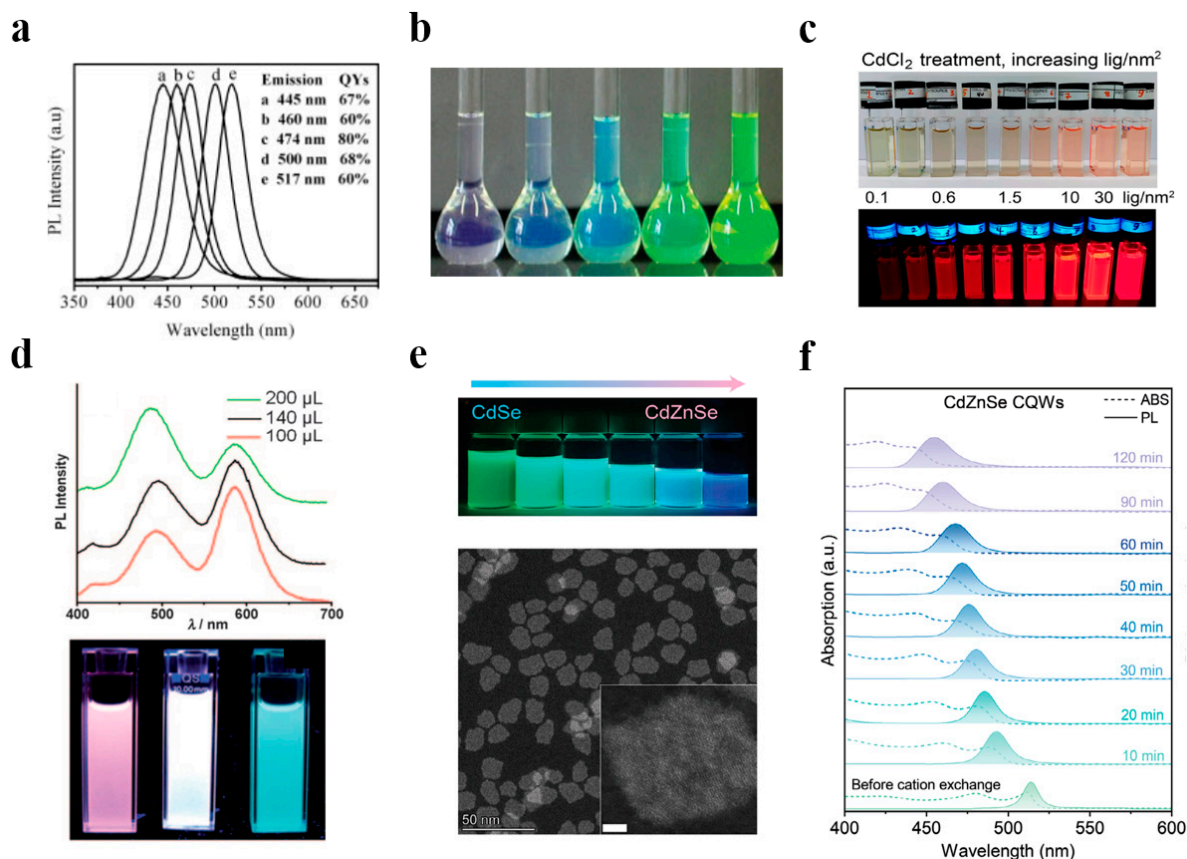 a
a b c d e
Emission QYs
a 445 nm 67%
b 460 nm 60%
c 474 nm 80%
d 500 nm 68%
e 517 nm 60%
PL Intensity (a.u)
350 400 450 500 550 600 650
Wavelength (nm)
b
c
CdCl2 treatment, increasing lig/nm²
0.1 0.6 1.5 10 30 lig/nm²
d
200 µL
140 µL
100 µL
PL Intensity
400 500 600 700
λ / nm
QS
10.00mm
e
CdSe CdZnSe
50 nm
f
CdZnSe CQWs
ABS
PL
120 min
90 min
60 min
50 min
40 min
30 min
20 min
10 min
Before cation exchange
Absorption (a.u.)
400 450 500 550 600
Wavelength (nm)